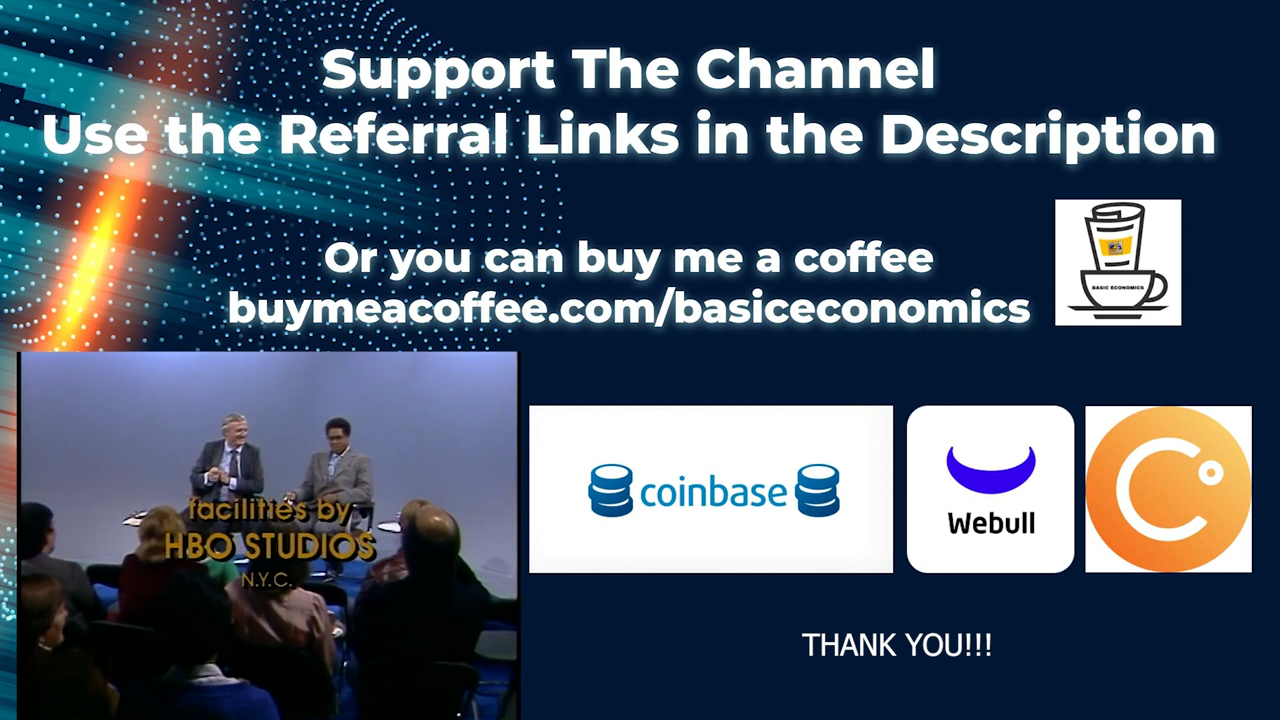 Support The Channel
Use the Referral Links in the Description
Or you can buy me a coffee
buymeacoffee.com/basiceconomics
BASIC ECONOMICS
facilities by
HBO STUDIOS
N.Y.C.
coinbase
Webull
THANK YOU!!!